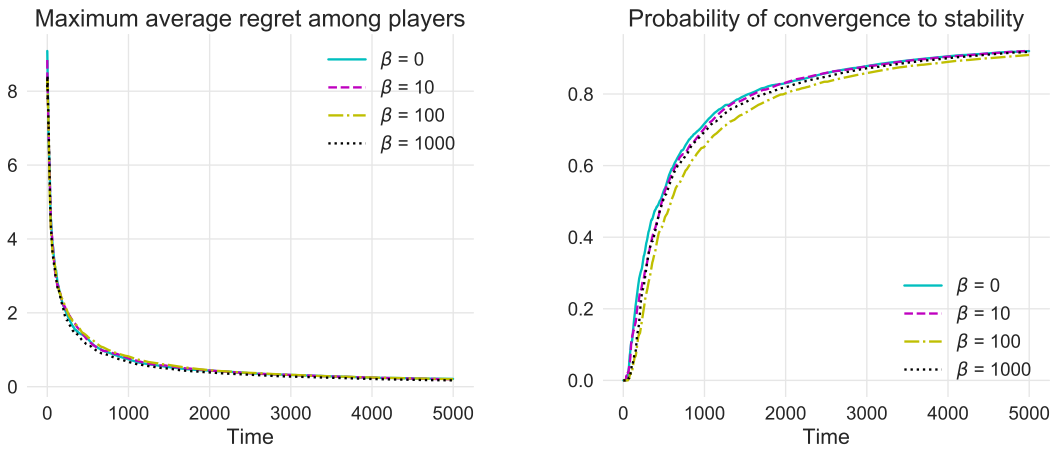 Maximum average regret among players
β = 0
β = 10
β = 100
β = 1000
8
6
4
2
0
0 1000 2000 3000 4000 5000
Time
Probability of convergence to stability
0.8
0.6
0.4
0.2
0.0
β = 0
β = 10
β = 100
β = 1000
0 1000 2000 3000 4000 5000
Time